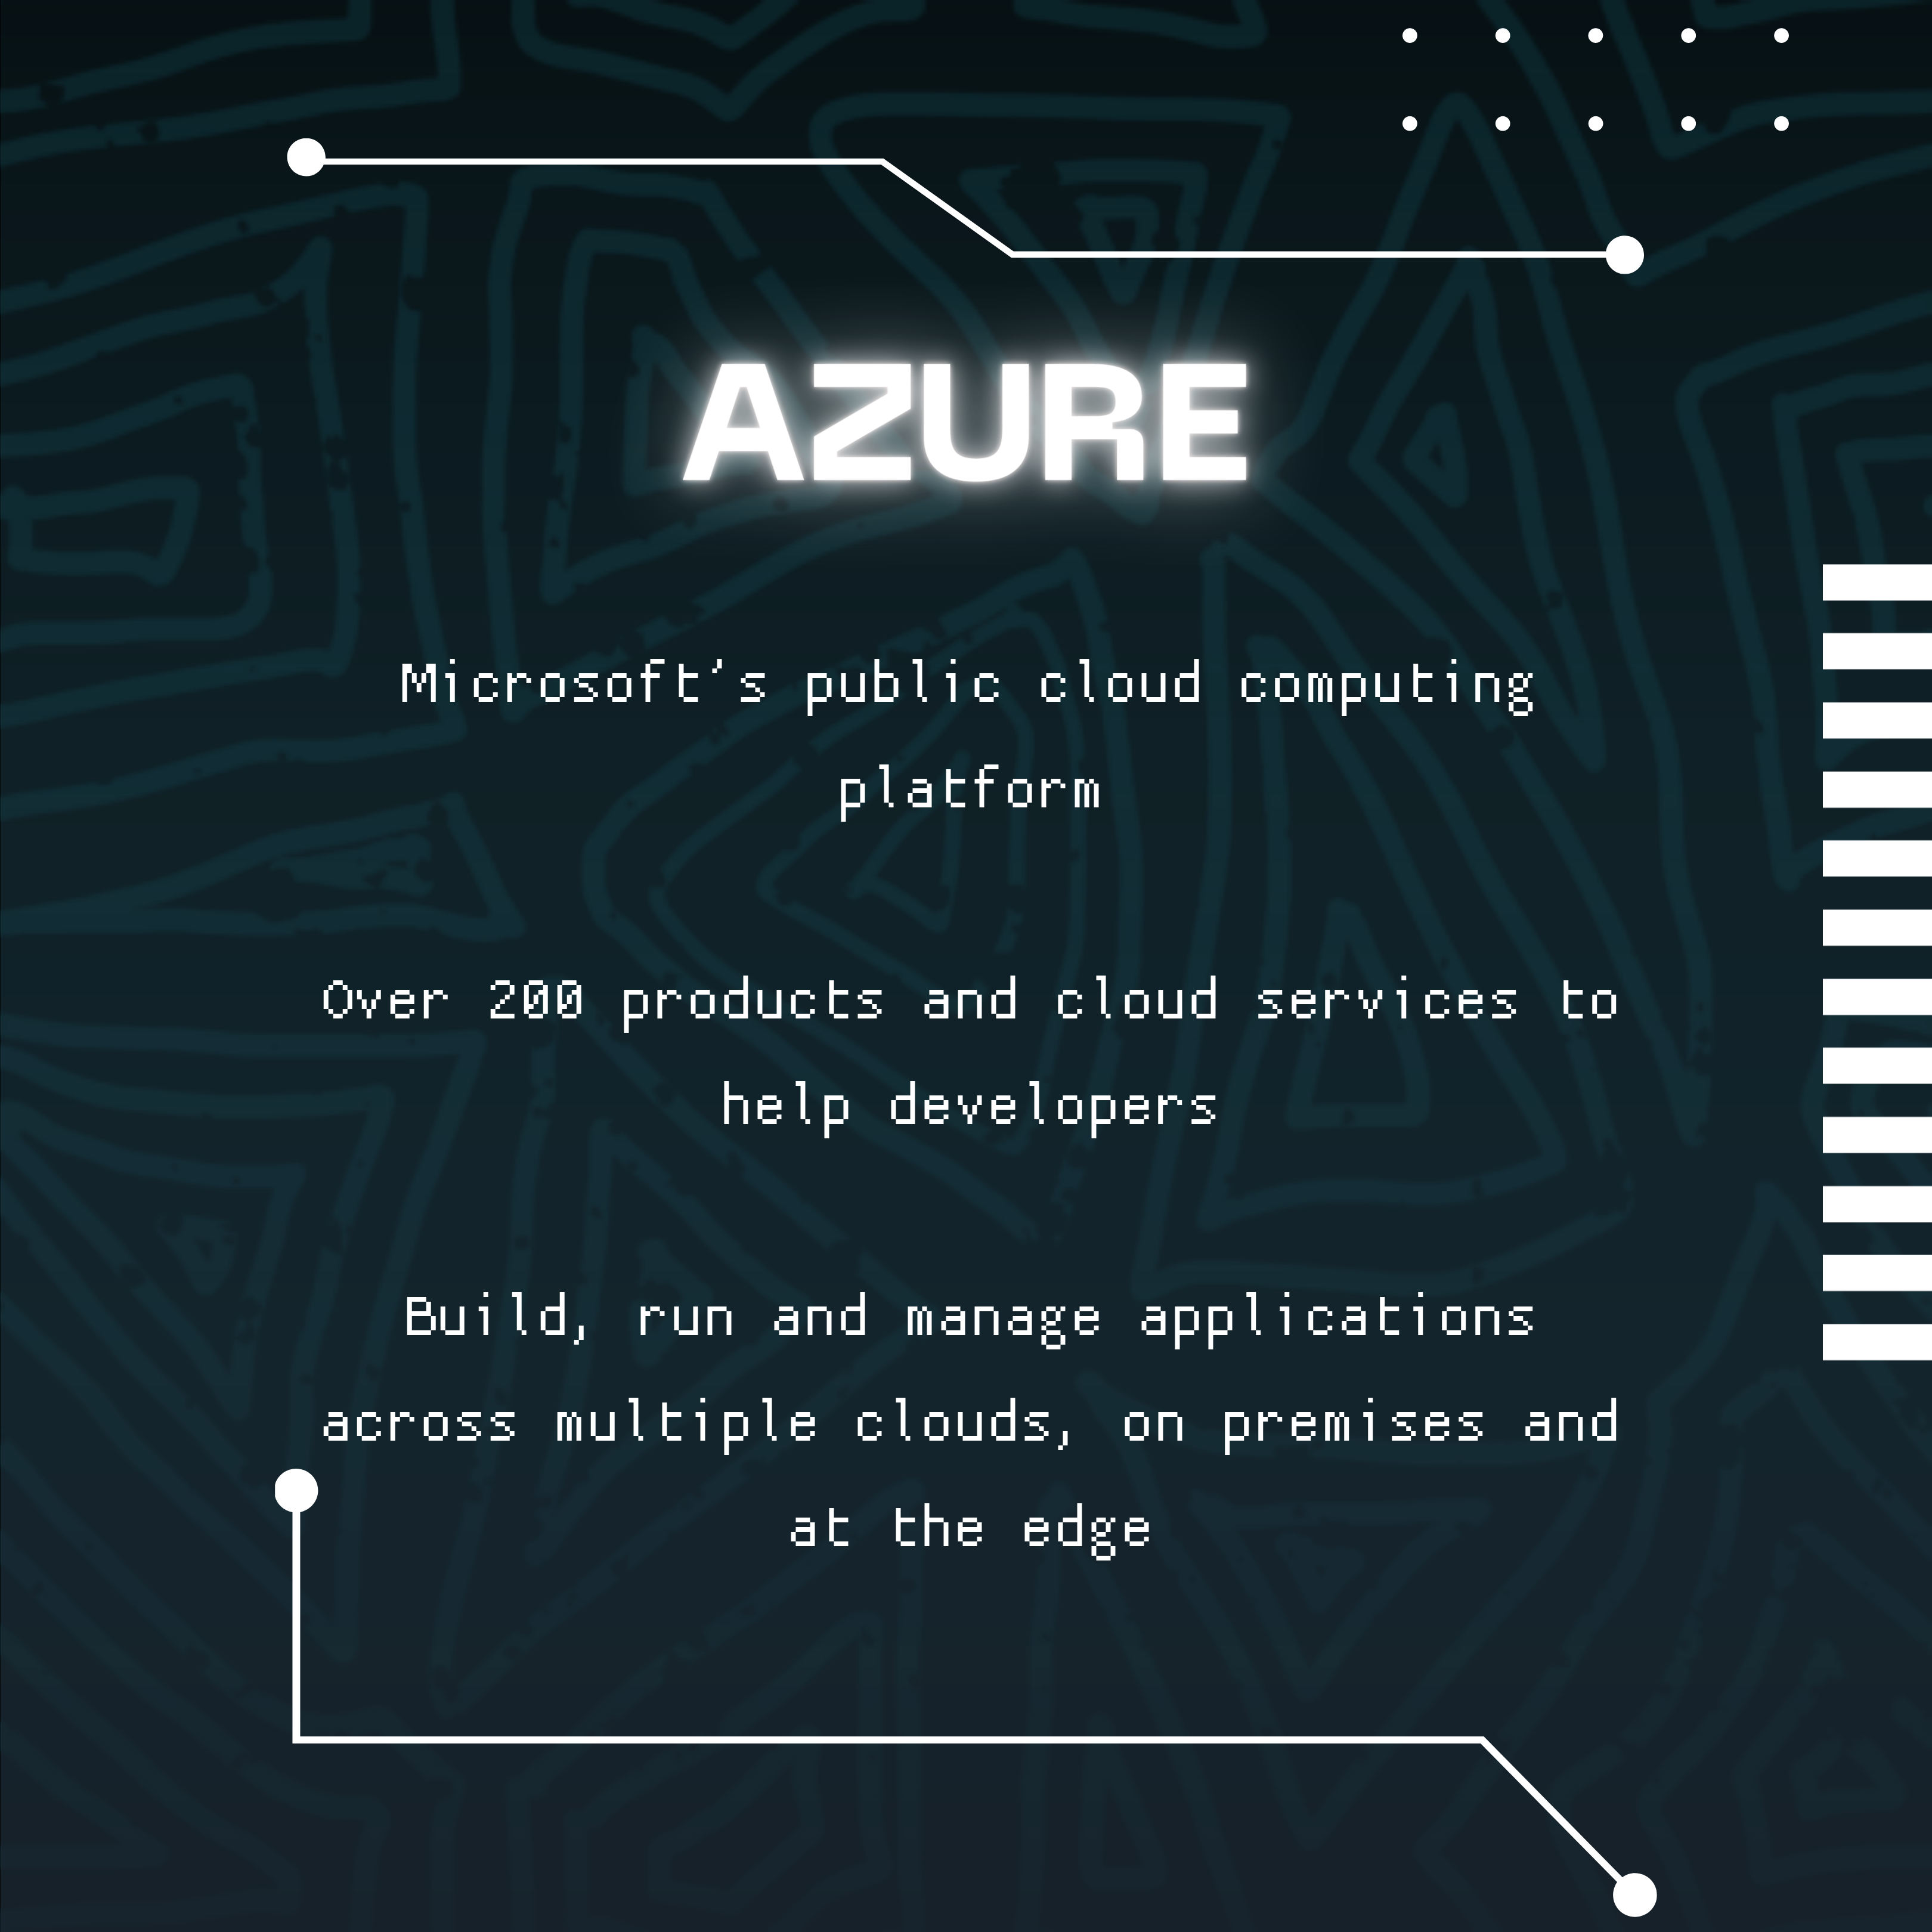 AZURE
Microsoft's public cloud computing
platform
Over 200 products and cloud services to
help developers
Build, run and manage applications
across multiple clouds, on premises and
at the edge